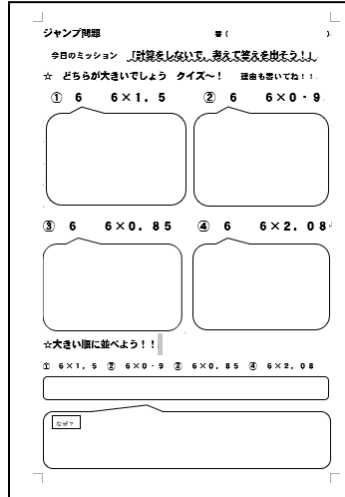 ジャンプ問題 番( )
今日のミッション 「計算をしないで、考えて答えを出そう！」
☆ どちらが大きいでしょう クイズ～！ 理由も書いてね！！
① 6 6×1．5 ② 6 6×0・9
③ 6 6×0．85 ④ 6 6×2．08
☆大きい順に並べよう！！
① 6×1．5 ② 6×0・9 ③ 6×0．85 ④ 6×2．08
なぜ？